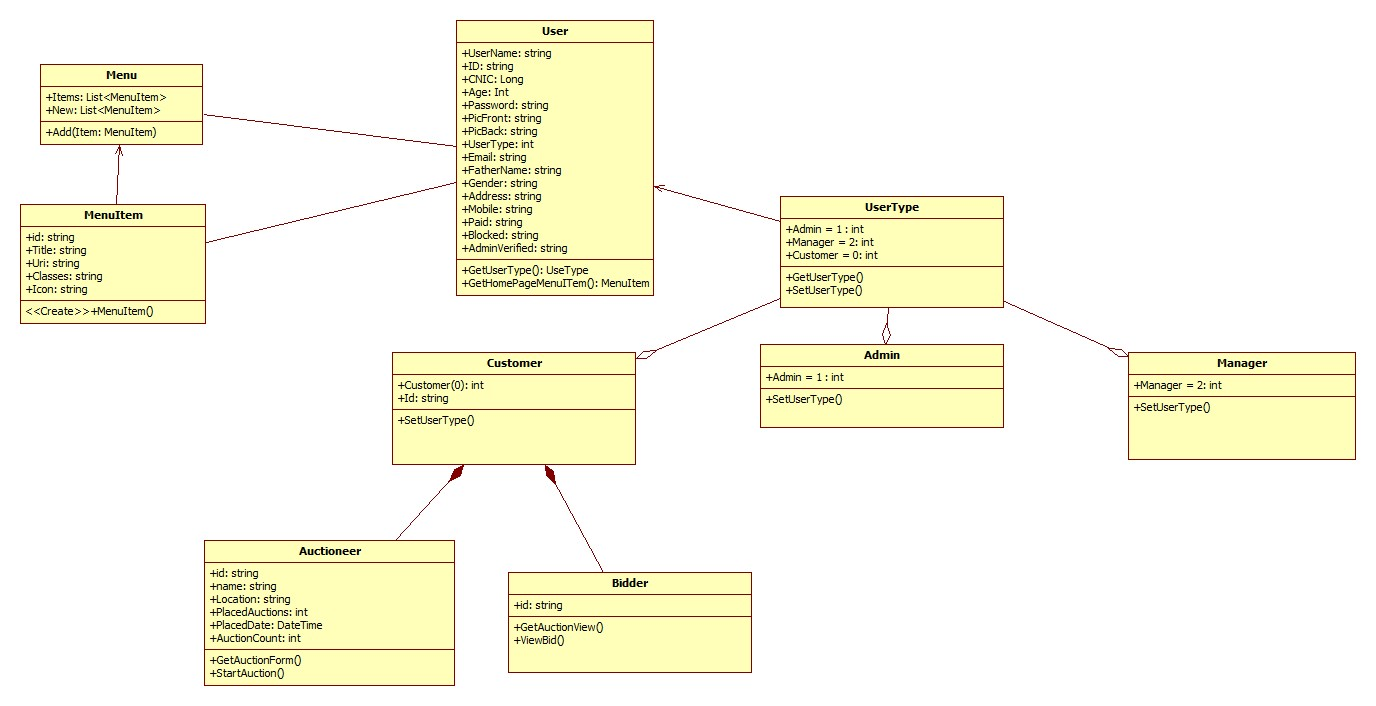 Menu
+Items: List<MenuItem>
+New: List<MenuItem>
+Add(Item: MenuItem)
MenuItem
+id: string
+Title: string
+Uri: string
+Classes: string
+Icon: string
<<Create>>+MenuItem()
User
+UserName: string
+ID: string
+CNIC: Long
+Age: Int
+Password: string
+PicFront: string
+PicBack: string
+UserType: int
+Email: string
+FatherName: string
+Gender: string
+Address: string
+Mobile: string
+Paid: string
+Blocked: string
+AdminVerified: string
+GetUserType(): UseType
+GetHomePageMenuITem(): MenuItem
UserType
+Admin = 1 : int
+Manager = 2: int
+Customer = 0: int
+GetUserType()
+SetUserType()
Customer
+Customer(0): int
+Id: string
+SetUserType()
Admin
+Admin = 1 : int
+SetUserType()
Manager
+Manager = 2: int
+SetUserType()
Auctioneer
+id: string
+name: string
+Location: string
+PlacedAuctions: int
+PlacedDate: DateTime
+AuctionCount: int
+GetAuctionForm()
+StartAuction()
Bidder
+id: string
+GetAuctionView()
+ViewBid()